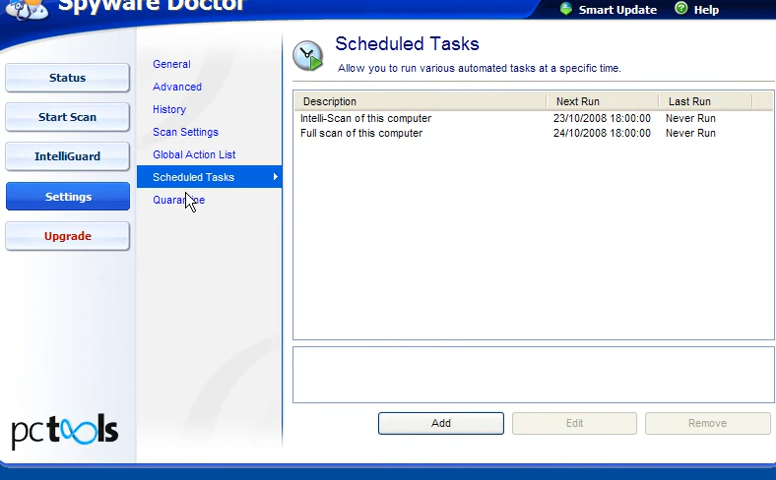 Spyware Doctor
Smart Update
Help
Status
Start Scan
IntelliGuard
Settings
Upgrade
General
Advanced
History
Scan Settings
Global Action List
Scheduled Tasks
Quarantine
Scheduled Tasks
Allow you to run various automated tasks at a specific time.
Description Next Run Last Run
Intelli-Scan of this computer 23/10/2008 18:00:00 Never Run
Full scan of this computer 24/10/2008 18:00:00 Never Run
Add Edit Remove
pctools